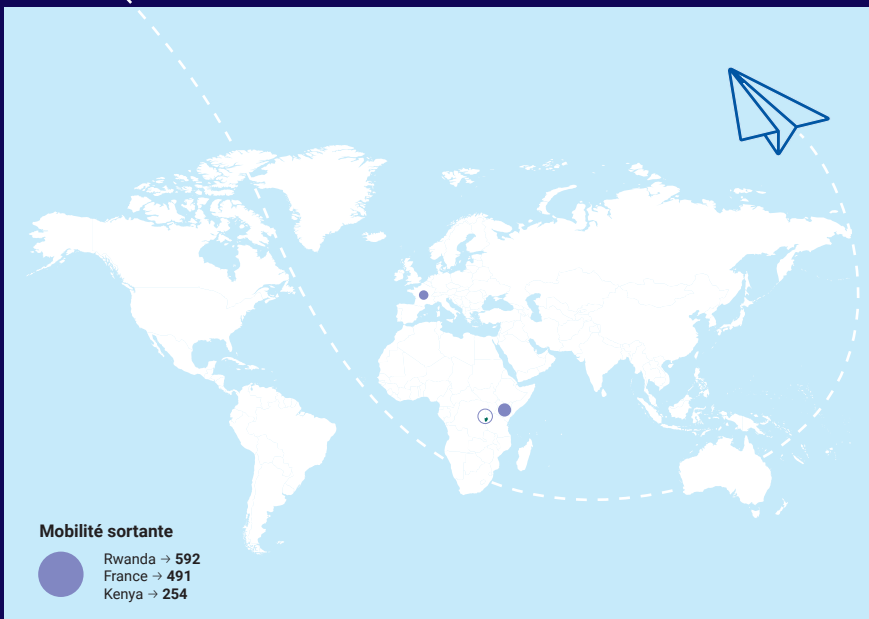 Mobilité sortante
Rwanda → 592
France → 491
Kenya → 254